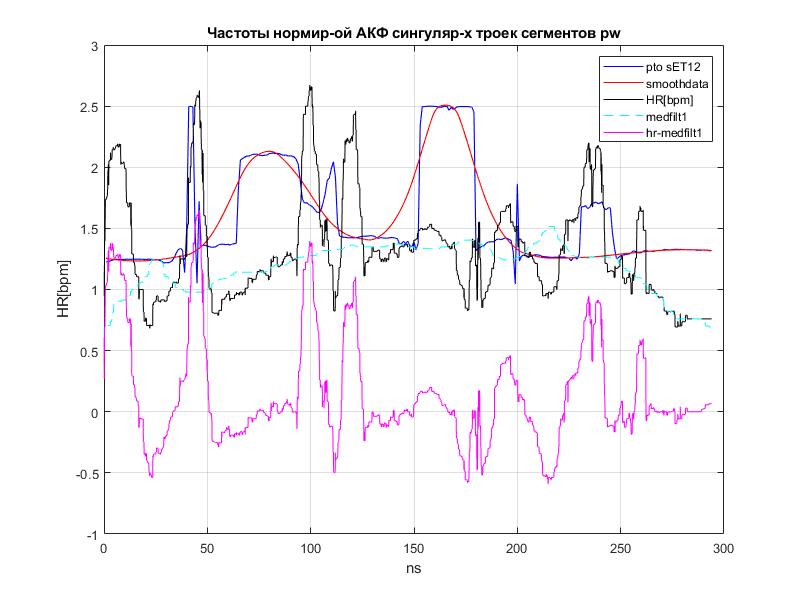 Частоты нормир-ой АКФ сингуляр-х троек сегментов pw
pto sET12
smoothdata
HR[bpm]
medfilt1
hr-medfilt1
3
2.5
2
1.5
1
0.5
0
-0.5
-1
HR[bpm]
0 50 100 150 200 250 300
ns